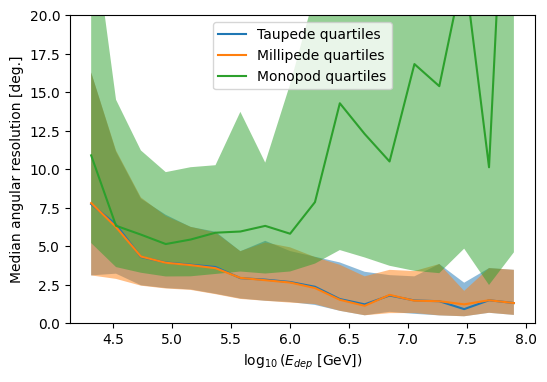 20.0
17.5
15.0
12.5
10.0
7.5
5.0
2.5
0.0
Median angular resolution [deg.]
Taupede quartiles
Millipede quartiles
Monopod quartiles
4.5 5.0 5.5 6.0 6.5 7.0 7.5 8.0
log₁₀(E_dep [GeV])